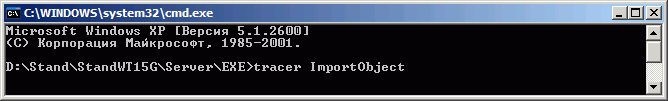 C:\WINDOWS\system32\cmd.exe
Microsoft Windows XP [Версия 5.1.2600]
(С) Корпорация Майкрософт, 1985-2001.
D:\Stand\StandWT15G\Server\EXE>tracer ImportObject